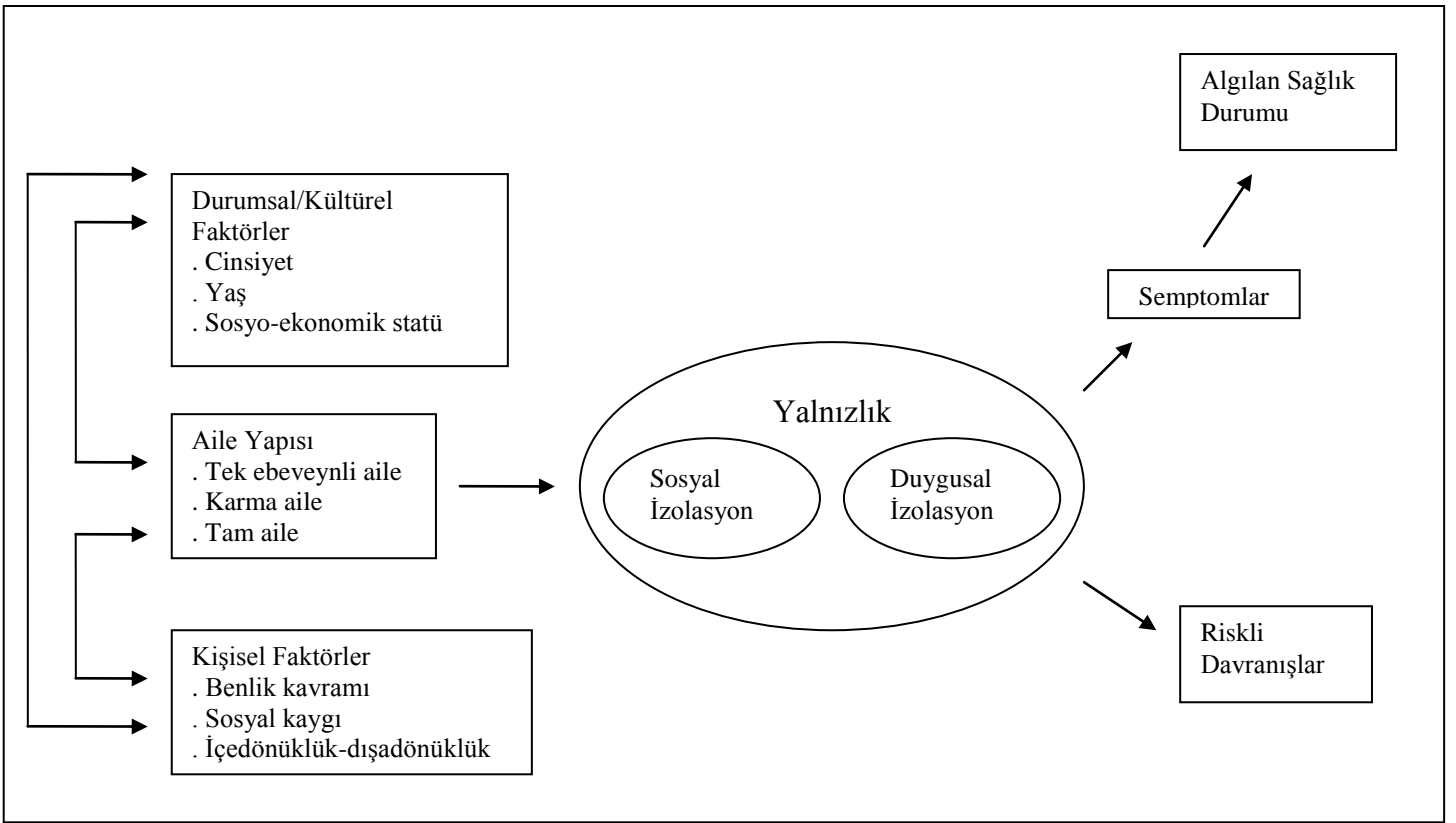 Durumsal/Kültürel
Faktörler
. Cinsiyet
. Yaş
. Sosyo-ekonomik statü
Aile Yapısı
. Tek ebeveynli aile
. Karma aile
. Tam aile
Kişisel Faktörler
. Benlik kavramı
. Sosyal kaygı
. İçedönüklük-dışadönüklük
Yalnızlık
Sosyal
İzolasyon
Duygusal
İzolasyon
Algılan Sağlık
Durumu
Semptomlar
Riskli
Davranışlar